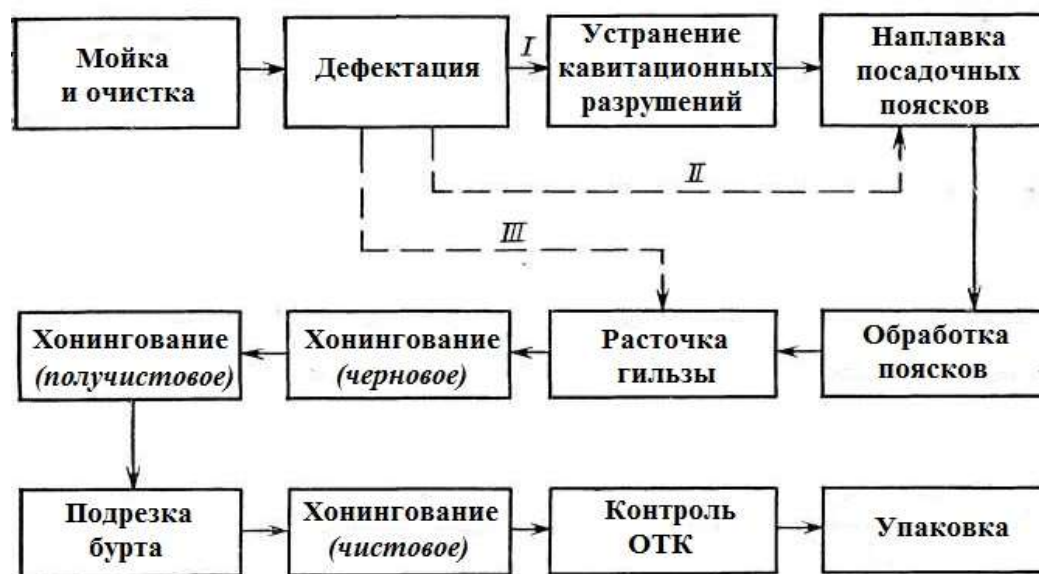 Мойка
и очистка
Дефектация
I
Устранение
кавитационных
разрушений
Наплавка
посадочных
поясков
II
III
Хонингование
(получистовое)
Хонингование
(черновое)
Расточка
гильзы
Обработка
поясков
Подрезка
бурта
Хонингование
(чистовое)
Контроль
ОТК
Упаковка